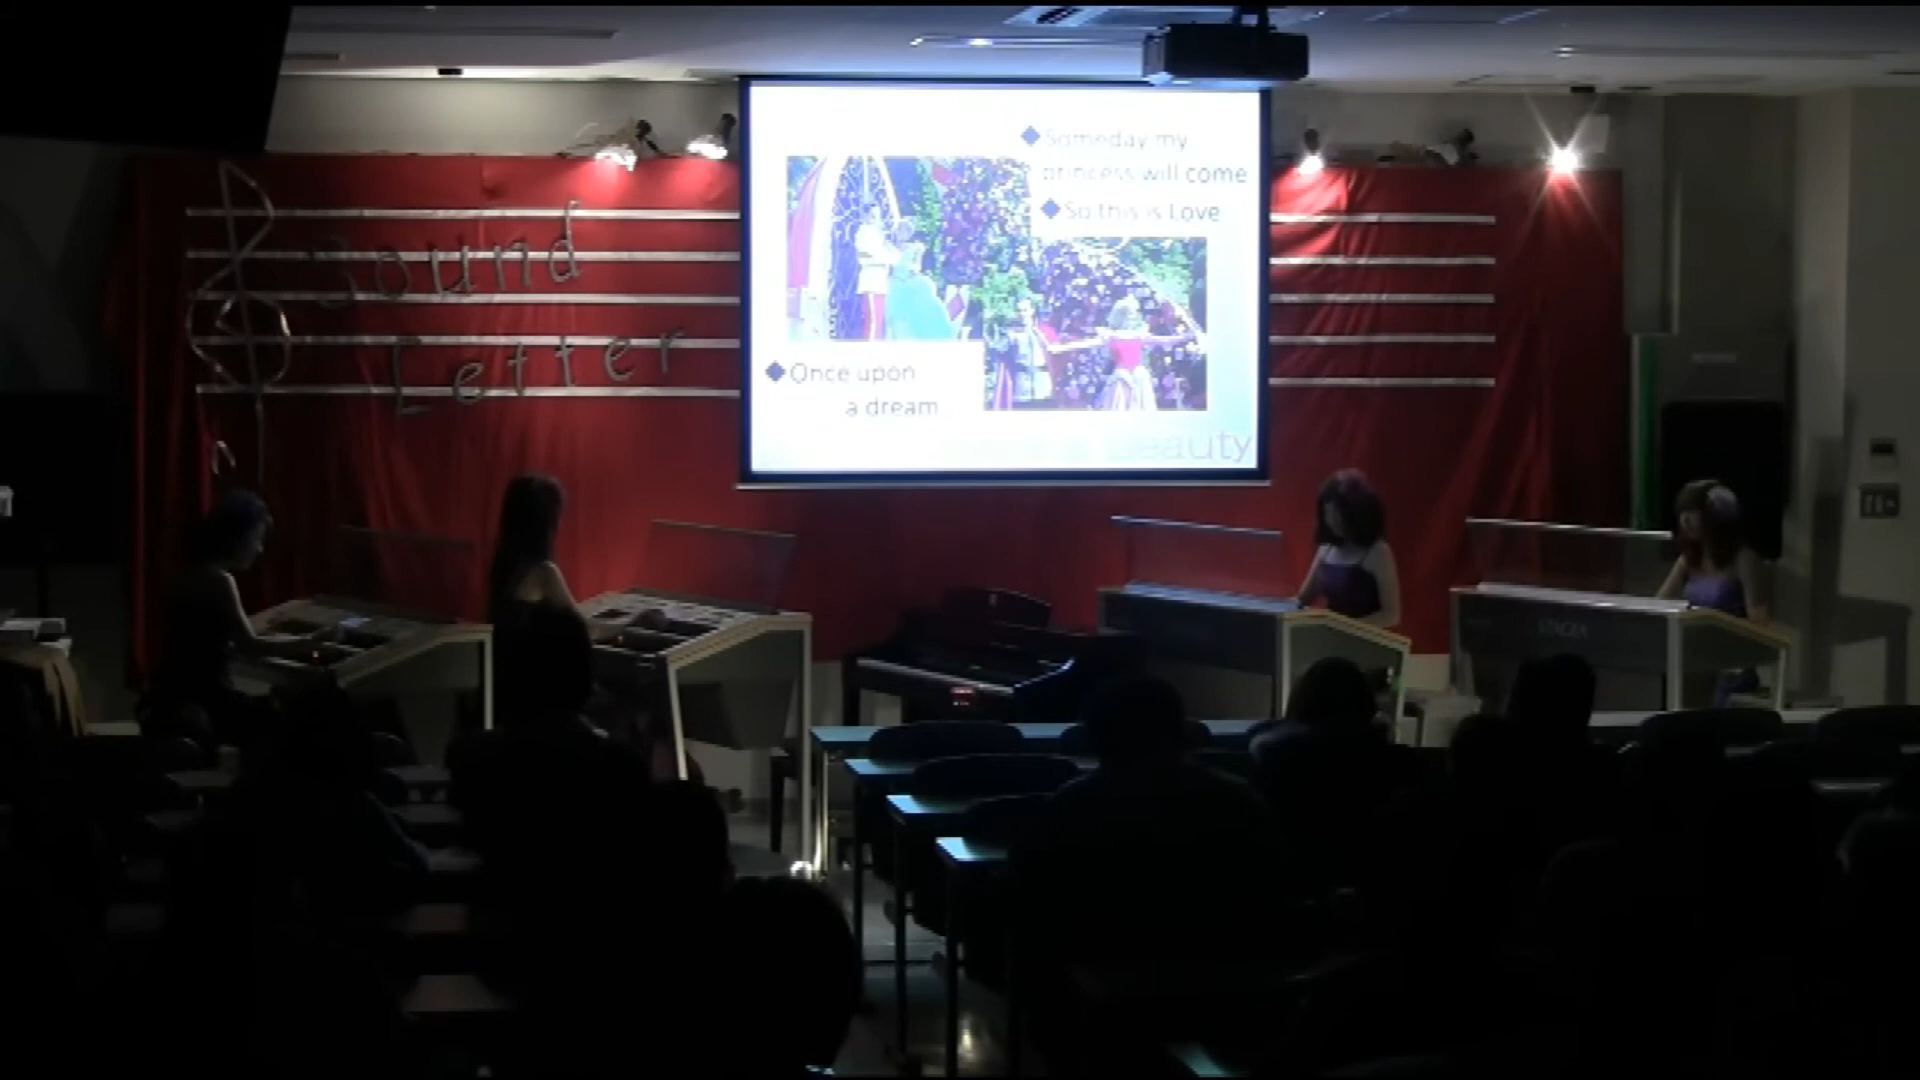 Sound
Letter
◆Someday my
princess will come
◆So this is Love
◆Once upon
a dream
Beauty